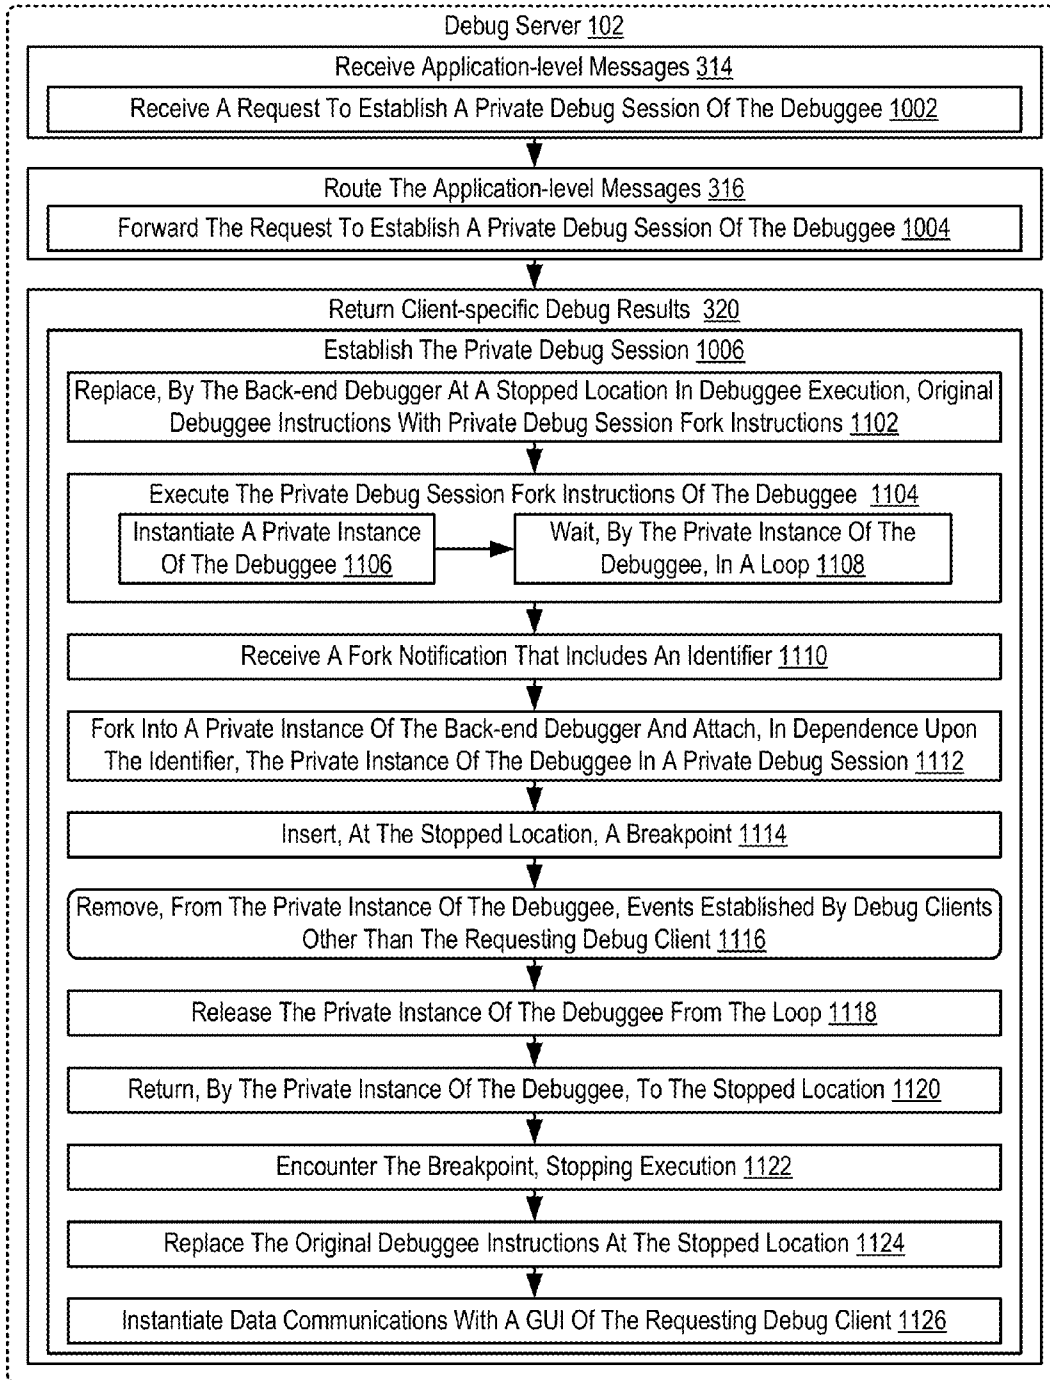 Debug Server 102
Receive Application-level Messages 314
Receive A Request To Establish A Private Debug Session Of The Debuggee 1002
Route The Application-level Messages 316
Forward The Request To Establish A Private Debug Session Of The Debuggee 1004
Return Client-specific Debug Results 320
Establish The Private Debug Session 1006
Replace, By The Back-end Debugger At A Stopped Location In Debuggee Execution, Original
Debuggee Instructions With Private Debug Session Fork Instructions 1102
Execute The Private Debug Session Fork Instructions Of The Debuggee 1104
Instantiate A Private Instance
Of The Debuggee 1106
Wait, By The Private Instance Of The
Debuggee, In A Loop 1108
Receive A Fork Notification That Includes An Identifier 1110
Fork Into A Private Instance Of The Back-end Debugger And Attach, In Dependence Upon
The Identifier, The Private Instance Of The Debuggee In A Private Debug Session 1112
Insert, At The Stopped Location, A Breakpoint 1114
Remove, From The Private Instance Of The Debuggee, Events Established By Debug Clients
Other Than The Requesting Debug Client 1116
Release The Private Instance Of The Debuggee From The Loop 1118
Return, By The Private Instance Of The Debuggee, To The Stopped Location 1120
Encounter The Breakpoint, Stopping Execution 1122
Replace The Original Debuggee Instructions At The Stopped Location 1124
Instantiate Data Communications With A GUI Of The Requesting Debug Client 1126